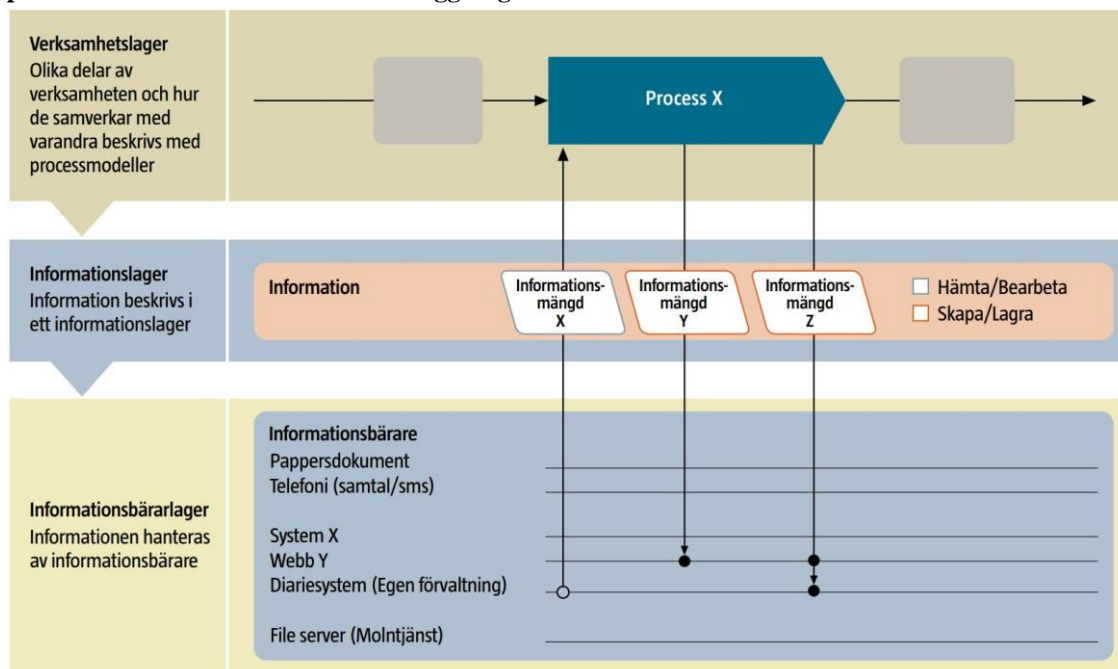 Verksamhetslager
Olika delar av
verksamheten och hur
de samverkar med
varandra beskrivs med
processmodeller
Process X
Informationslager
Information beskrivs i
ett informationslager
Information
Informations-
mängd
X
Informations-
mängd
Y
Informations-
mängd
Z
Hämta/Bearbeta
Skapa/Lagra
Informationsbärarlager
Informationen hanteras
av informationsbärare
Informationsbärare
Pappersdokument
Telefoni (samtal/sms)
System X
Webb Y
Diariesystem (Egen förvaltning)
File server (Molntjänst)